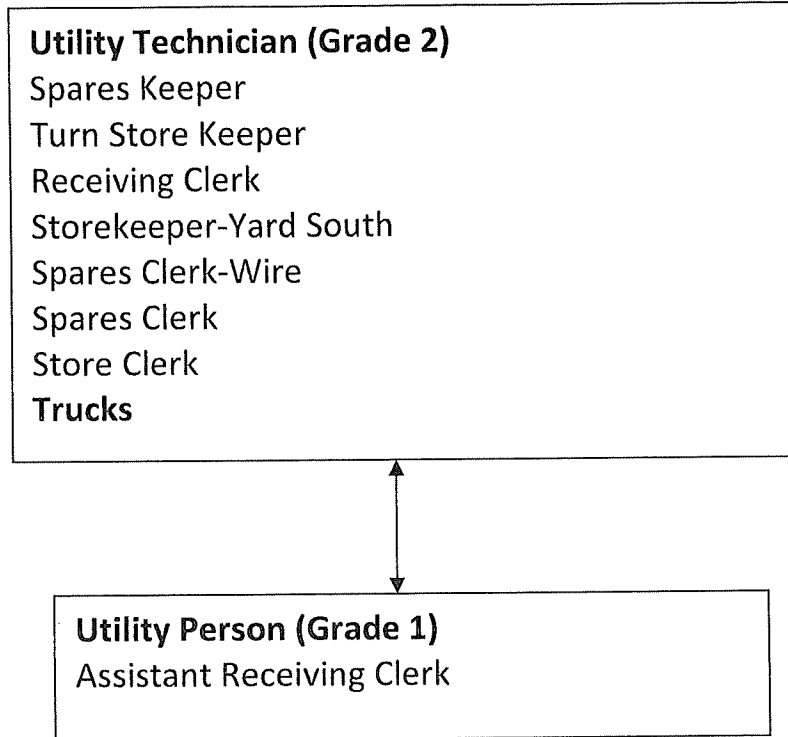 Utility Technician (Grade 2)
Spares Keeper
Turn Store Keeper
Receiving Clerk
Storekeeper-Yard South
Spares Clerk-Wire
Spares Clerk
Store Clerk
Trucks
Utility Person (Grade 1)
Assistant Receiving Clerk